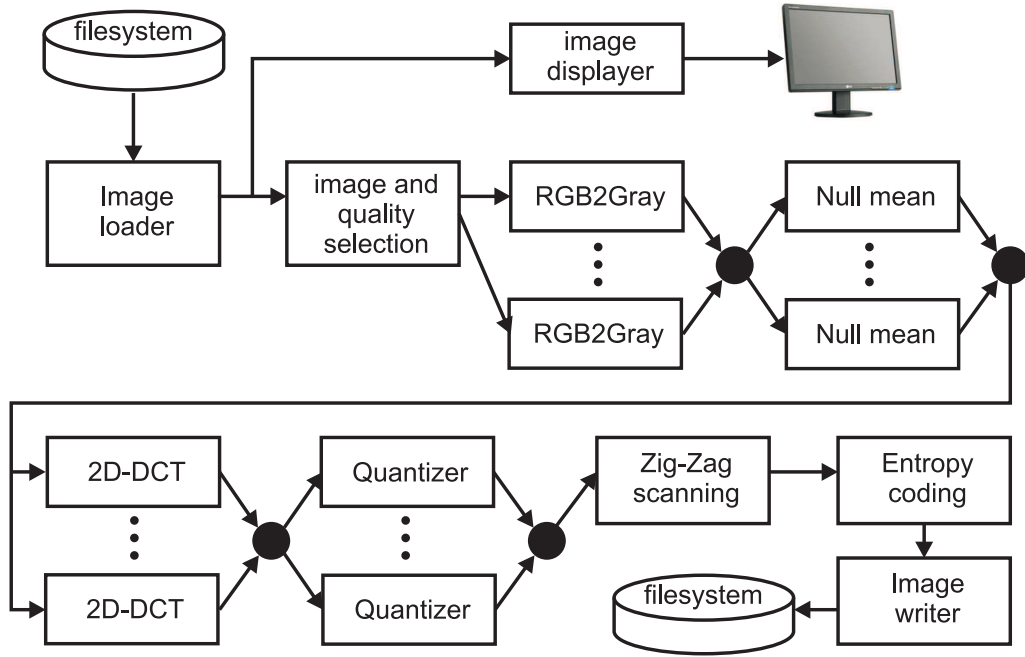 filesystem
image
displayer
Image
loader
image and
quality
selection
RGB2Gray
RGB2Gray
Null mean
Null mean
2D-DCT
2D-DCT
Quantizer
Quantizer
Zig-Zag
scanning
Entropy
coding
Image
writer
filesystem